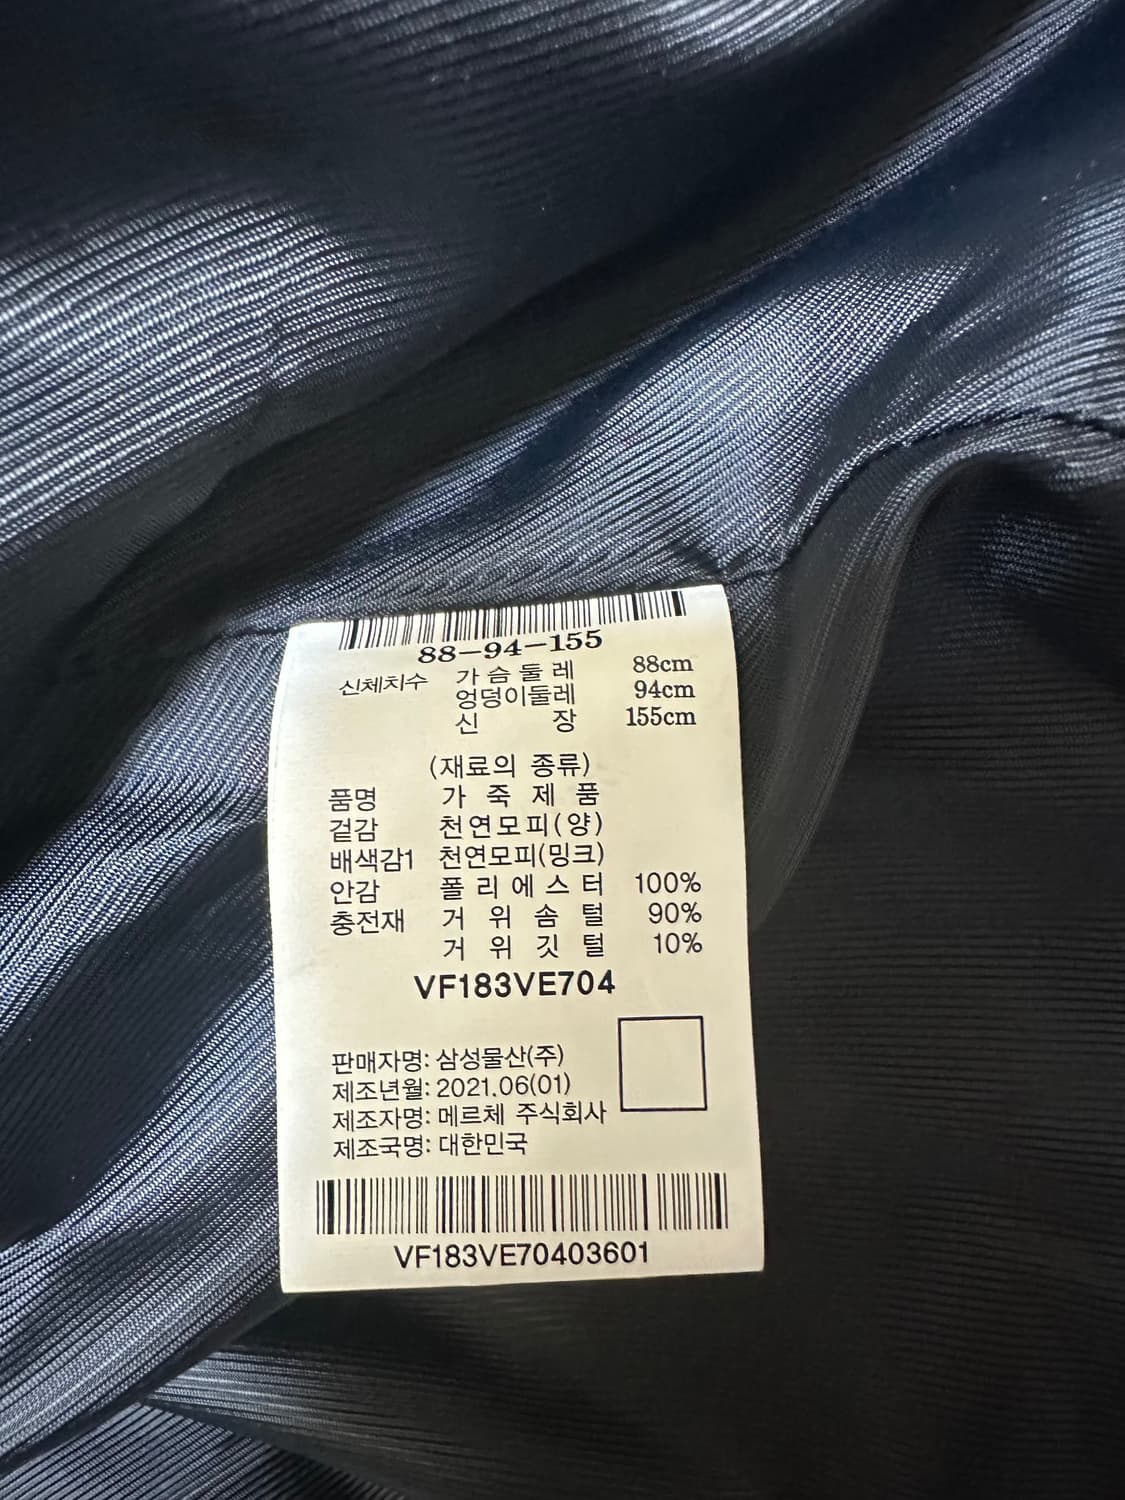 88-94-155
신체치수 가슴둘레 88cm
엉덩이둘레 94cm
신 장 155cm
(재료의 종류)
품명 가 죽 제 품
겉감 천연모피(양)
배색감1 천연모피(밍크)
안감 폴리에스터 100%
충전재 거 위 솜 털 90%
거 위 깃 털 10%
VF183VE704
판매자명: 삼성물산(주)
제조년월: 2021.06(01)
제조자명: 메르체 주식회사
제조국명: 대한민국
VF183VE70403601